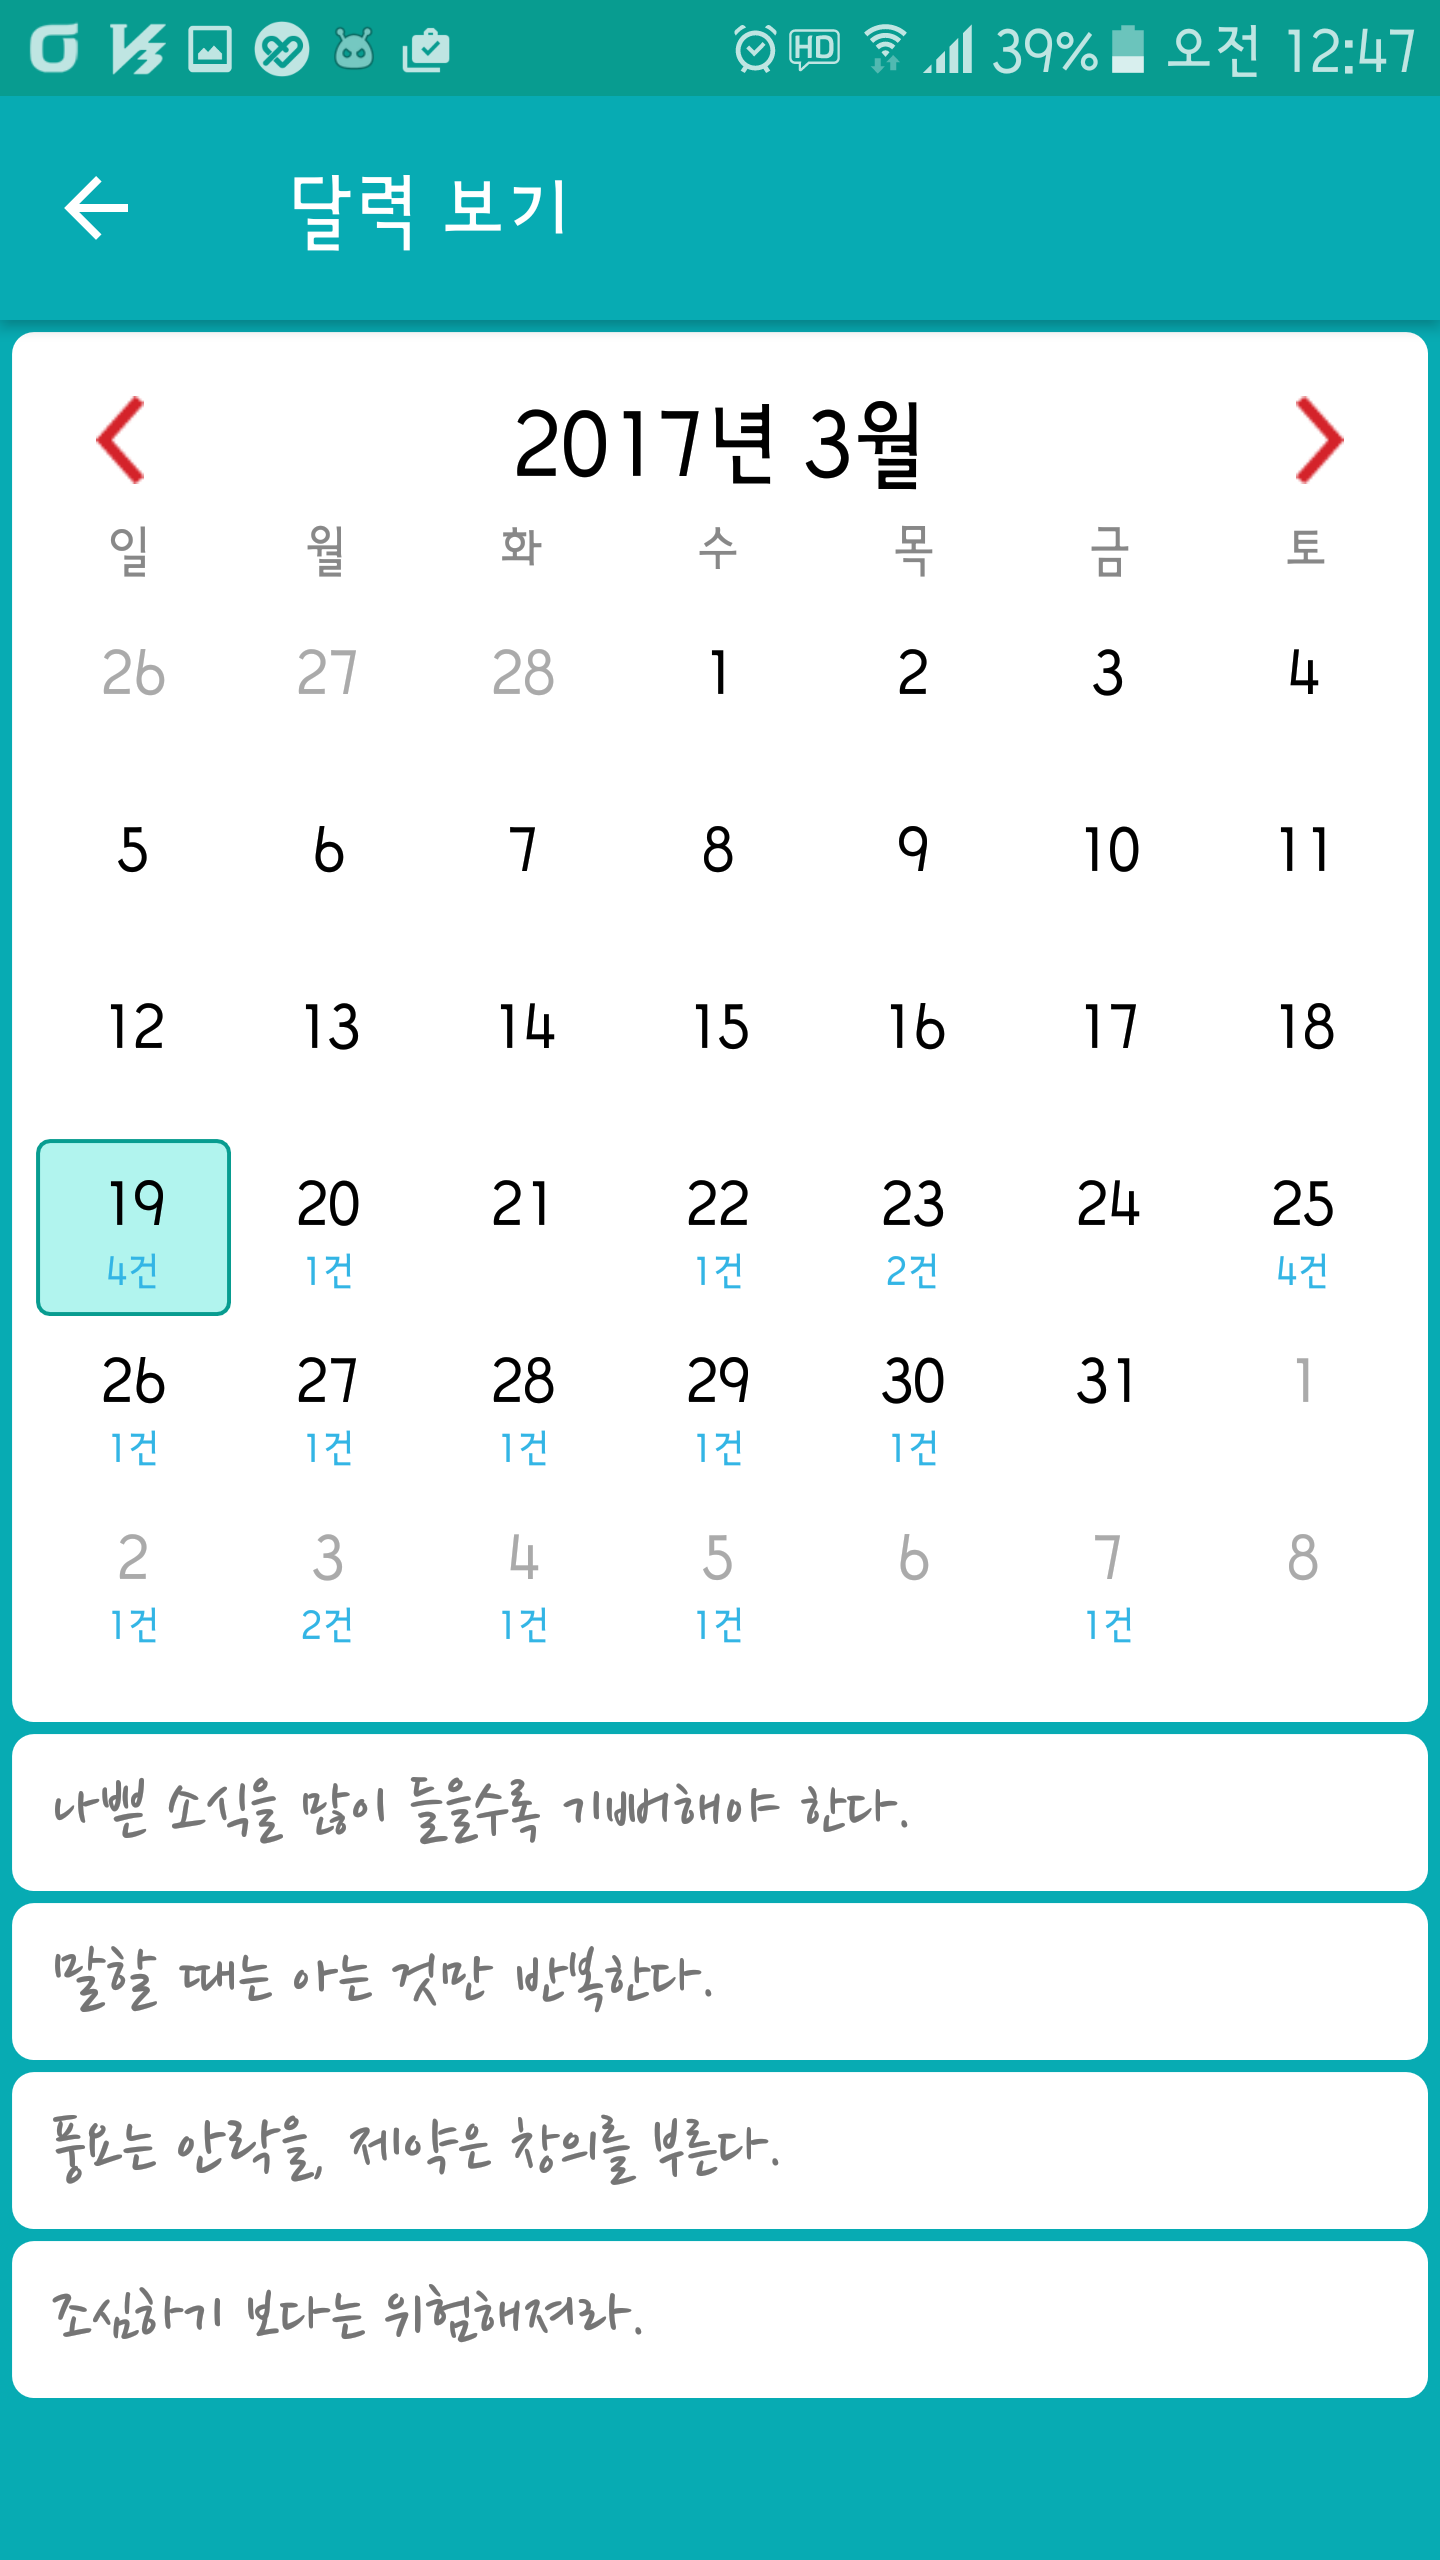 HD 39% 오전 12:47
달력 보기
2017년 3월
일 월 화 수 목 금 토
26 27 28 1 2 3 4
5 6 7 8 9 10 11
12 13 14 15 16 17 18
19 20 21 22 23 24 25
4건 1건 1건 2건 4건
26 27 28 29 30 31 1
1건 1건 1건 1건 1건
2 3 4 5 6 7 8
1건 2건 1건 1건 1건
나쁜 소식을 많이 들을수록 기뻐해야 한다.
말할 때는 아는 것만 반복한다.
풍요는 안락을, 제약은 창의를 부른다.
조심하기 보다는 위험해져라.